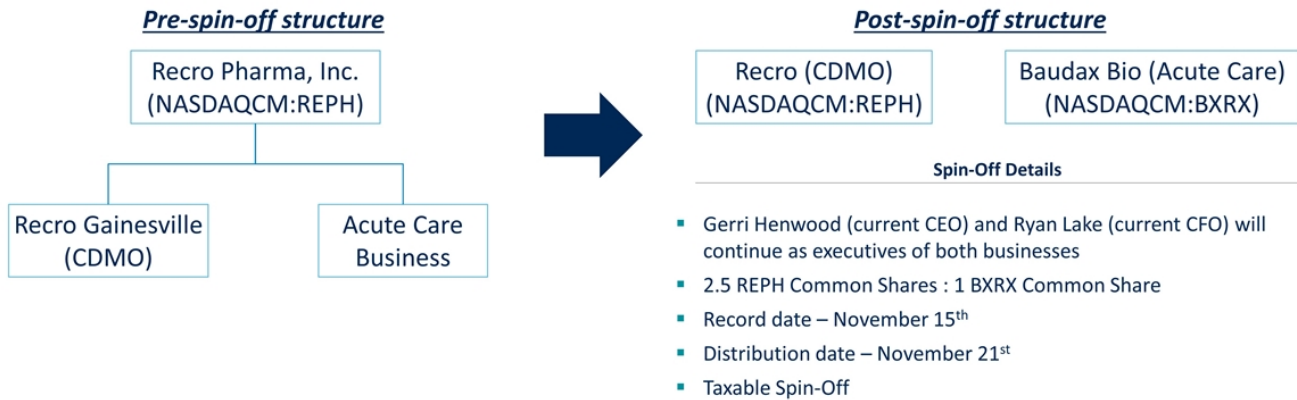 Pre-spin-off structure
Recro Pharma, Inc.
(NASDAQCM:REPH)
Recro Gainesville
(CDMO)
Acute Care
Business
Post-spin-off structure
Recro (CDMO)
(NASDAQCM:REPH)
Baudax Bio (Acute Care)
(NASDAQCM:BXRX)
Spin-Off Details
▪ Gerri Henwood (current CEO) and Ryan Lake (current CFO) will
continue as executives of both businesses
▪ 2.5 REPH Common Shares : 1 BXRX Common Share
▪ Record date – November 15th
▪ Distribution date – November 21st
▪ Taxable Spin-Off